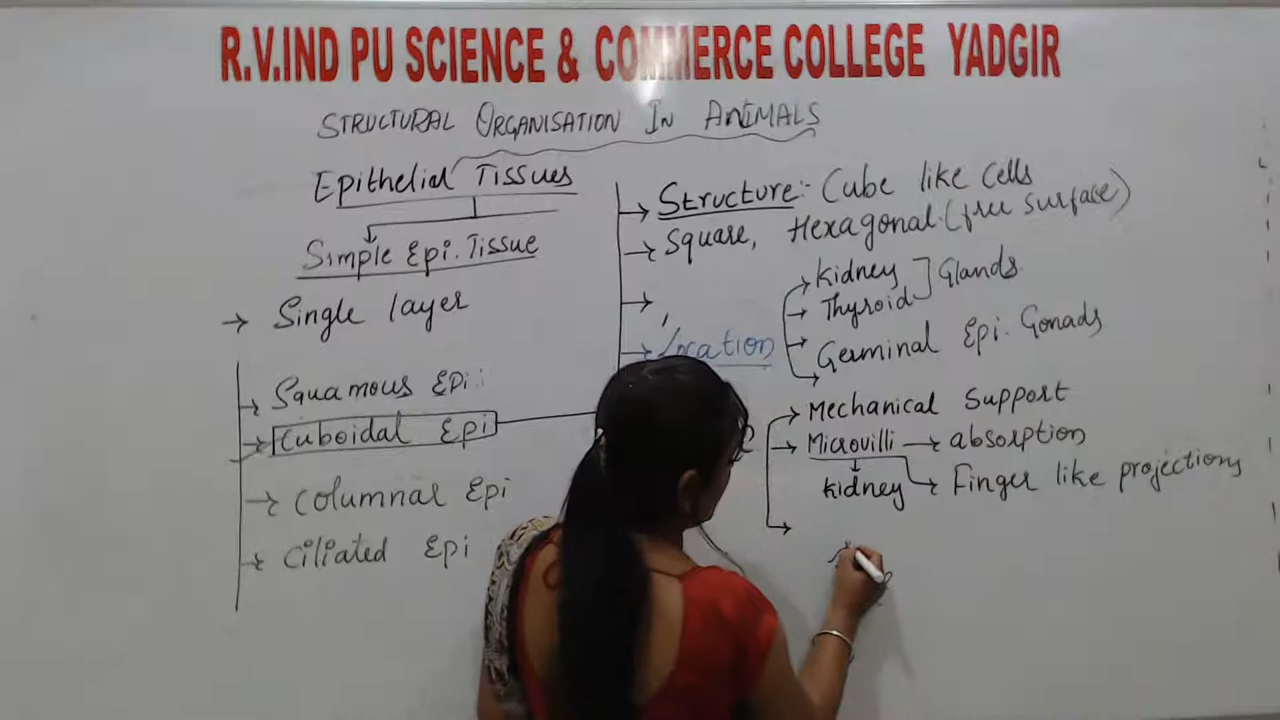 R.V.IND PU SCIENCE & COMMERCE COLLEGE YADGIR
STRUCTURAL ORGANISATION IN ANIMALS
Epithelial Tissues
Simple Epi. Tissue
→ Single layer
→ Squamous Epi:
→ Cuboidal Epi
→ Columnar Epi
→ Ciliated Epi
→ Structure:- Cube like Cells
→ Square, Hexagonal. (free surface)
→ ,
→ Location
→ Kidney
→ Thyroid
Glands
→ Germinal Epi. Gonads
→ Mechanical Support
→ Microvilli → absorption
↓
Kidney → Finger like projections
→